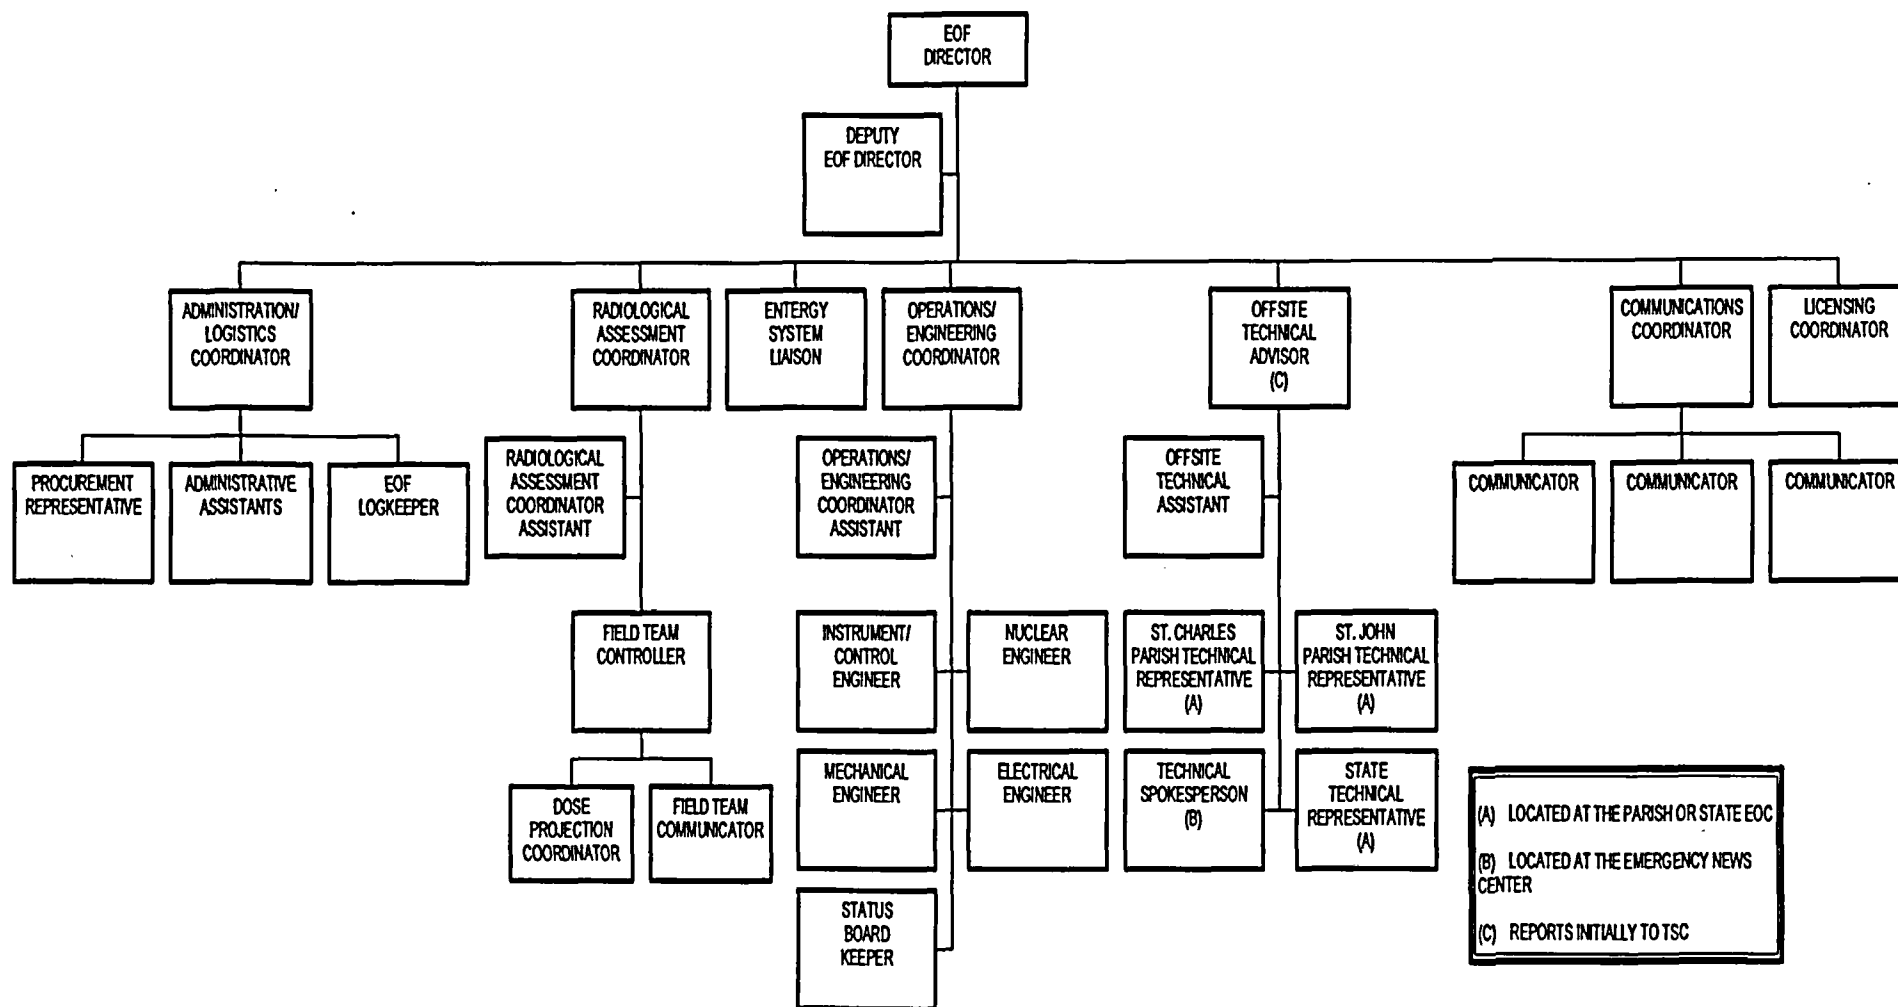 EOF
DIRECTOR
DEPUTY
EOF DIRECTOR
ADMINISTRATION/
LOGISTICS
COORDINATOR
RADIOLOGICAL
ASSESSMENT
COORDINATOR
ENTERGY
SYSTEM
LIAISON
OPERATIONS/
ENGINEERING
COORDINATOR
OFFSITE
TECHNICAL
ADVISOR
(C)
COMMUNICATIONS
COORDINATOR
LICENSING
COORDINATOR
PROCUREMENT
REPRESENTATIVE
ADMINISTRATIVE
ASSISTANTS
EOF
LOGKEEPER
RADIOLOGICAL
ASSESSMENT
COORDINATOR
ASSISTANT
OPERATIONS/
ENGINEERING
COORDINATOR
ASSISTANT
OFFSITE
TECHNICAL
ASSISTANT
COMMUNICATOR
COMMUNICATOR
COMMUNICATOR
FIELD TEAM
CONTROLLER
INSTRUMENT/
CONTROL
ENGINEER
NUCLEAR
ENGINEER
ST. CHARLES
PARISH TECHNICAL
REPRESENTATIVE
(A)
ST. JOHN
PARISH TECHNICAL
REPRESENTATIVE
(A)
DOSE
PROJECTION
COORDINATOR
FIELD TEAM
COMMUNICATOR
MECHANICAL
ENGINEER
ELECTRICAL
ENGINEER
TECHNICAL
SPOKESPERSON
(B)
STATE
TECHNICAL
REPRESENTATIVE
(A)
STATUS
BOARD
KEEPER
(A) LOCATED AT THE PARISH OR STATE EOC
(B) LOCATED AT THE EMERGENCY NEWS
CENTER
(C) REPORTS INITIALLY TO TSC